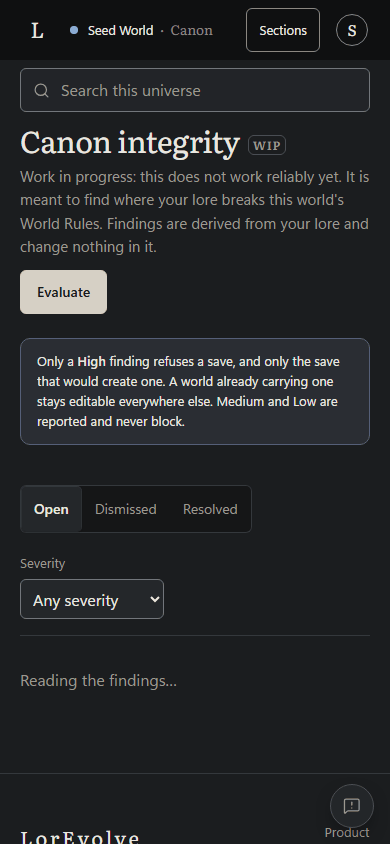 L Seed World · Canon Sections S
Search this universe
Canon integrity WIP
Work in progress: this does not work reliably yet. It is
meant to find where your lore breaks this world's
World Rules. Findings are derived from your lore and
change nothing in it.
Evaluate
Only a High finding refuses a save, and only the save
that would create one. A world already carrying one
stays editable everywhere else. Medium and Low are
reported and never block.
Open Dismissed Resolved
Severity
Any severity
Reading the findings...
LorEvolve
Product